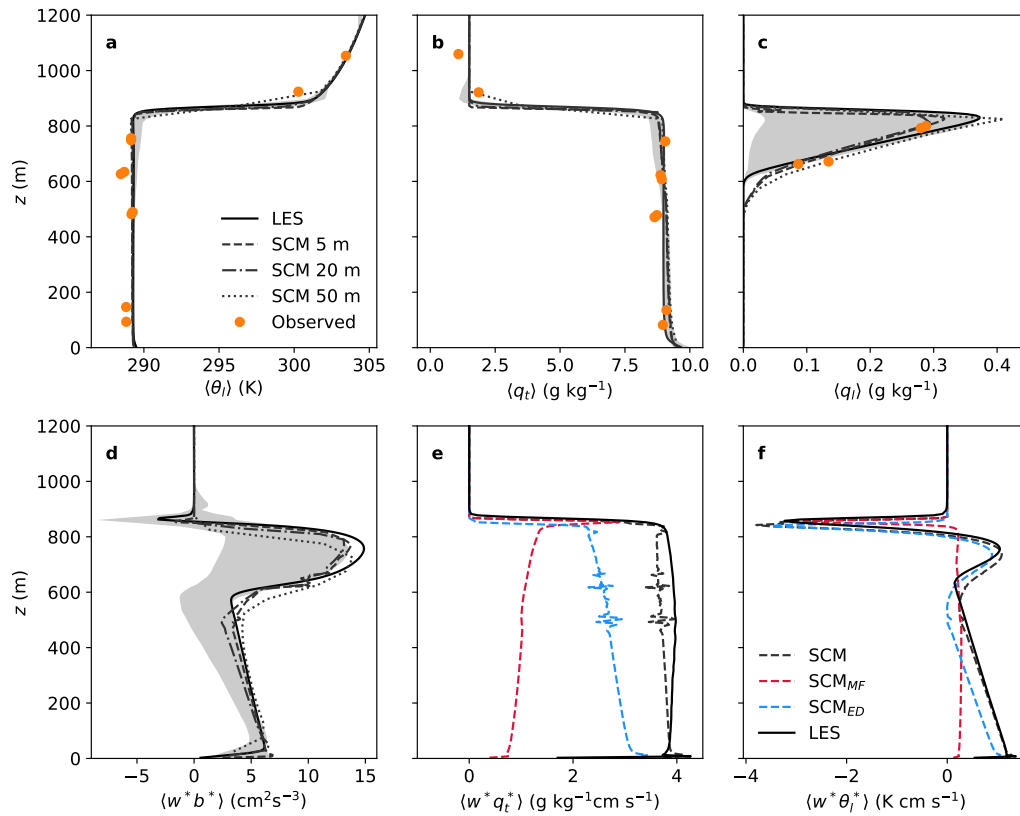 a
b
c
1200
1000
800
600
400
200
0
z (m)
LES
SCM 5 m
SCM 20 m
SCM 50 m
Observed
290 295 300 305
0.0 2.5 5.0 7.5 10.0
0.0 0.1 0.2 0.3 0.4
⟨θ_l⟩ (K)
⟨q_t⟩ (g kg⁻¹)
⟨q_l⟩ (g kg⁻¹)
d
e
f
1200
1000
800
600
400
200
0
z (m)
SCM
SCM_MF
SCM_ED
LES
−5 0 5 10 15
0 2 4
−4 −2 0
⟨w*b*⟩ (cm²s⁻³)
⟨w*q_t*⟩ (g kg⁻¹cm s⁻¹)
⟨w*θ_l*⟩ (K cm s⁻¹)